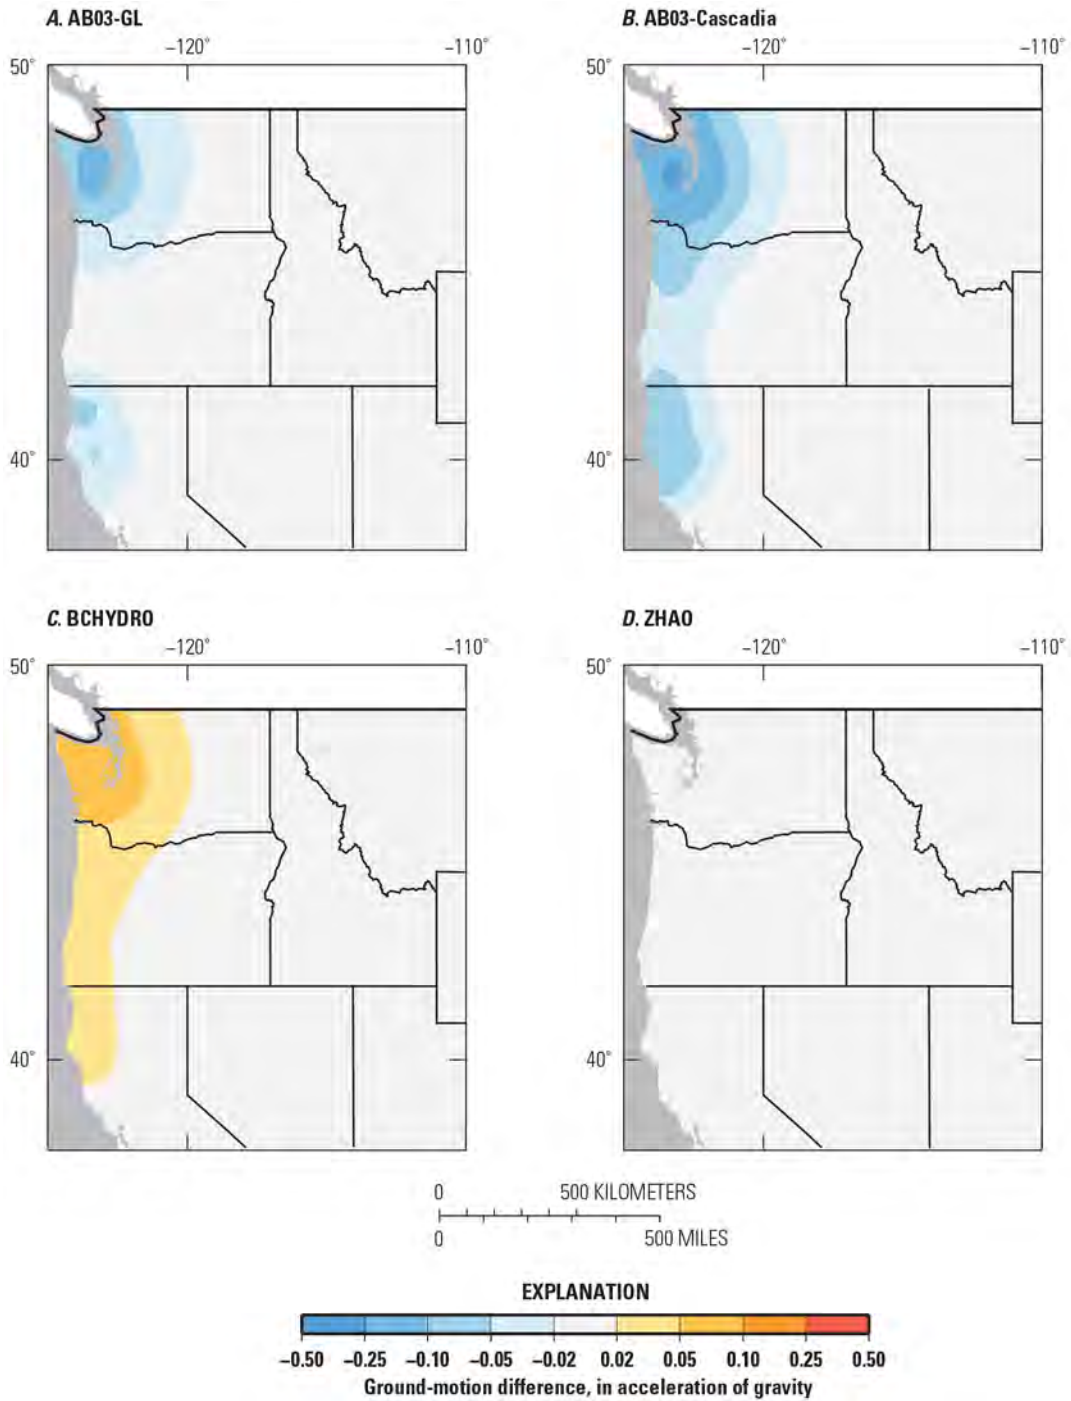 A. AB03-GL
B. AB03-Cascadia
−120° −110°
−120° −110°
50°
50°
40°
40°
C. BCHYDRO
D. ZHAO
−120° −110°
−120° −110°
50°
50°
40°
40°
0 500 KILOMETERS
0 500 MILES
EXPLANATION
−0.50 −0.25 −0.10 −0.05 −0.02 0.02 0.05 0.10 0.25 0.50
Ground-motion difference, in acceleration of gravity